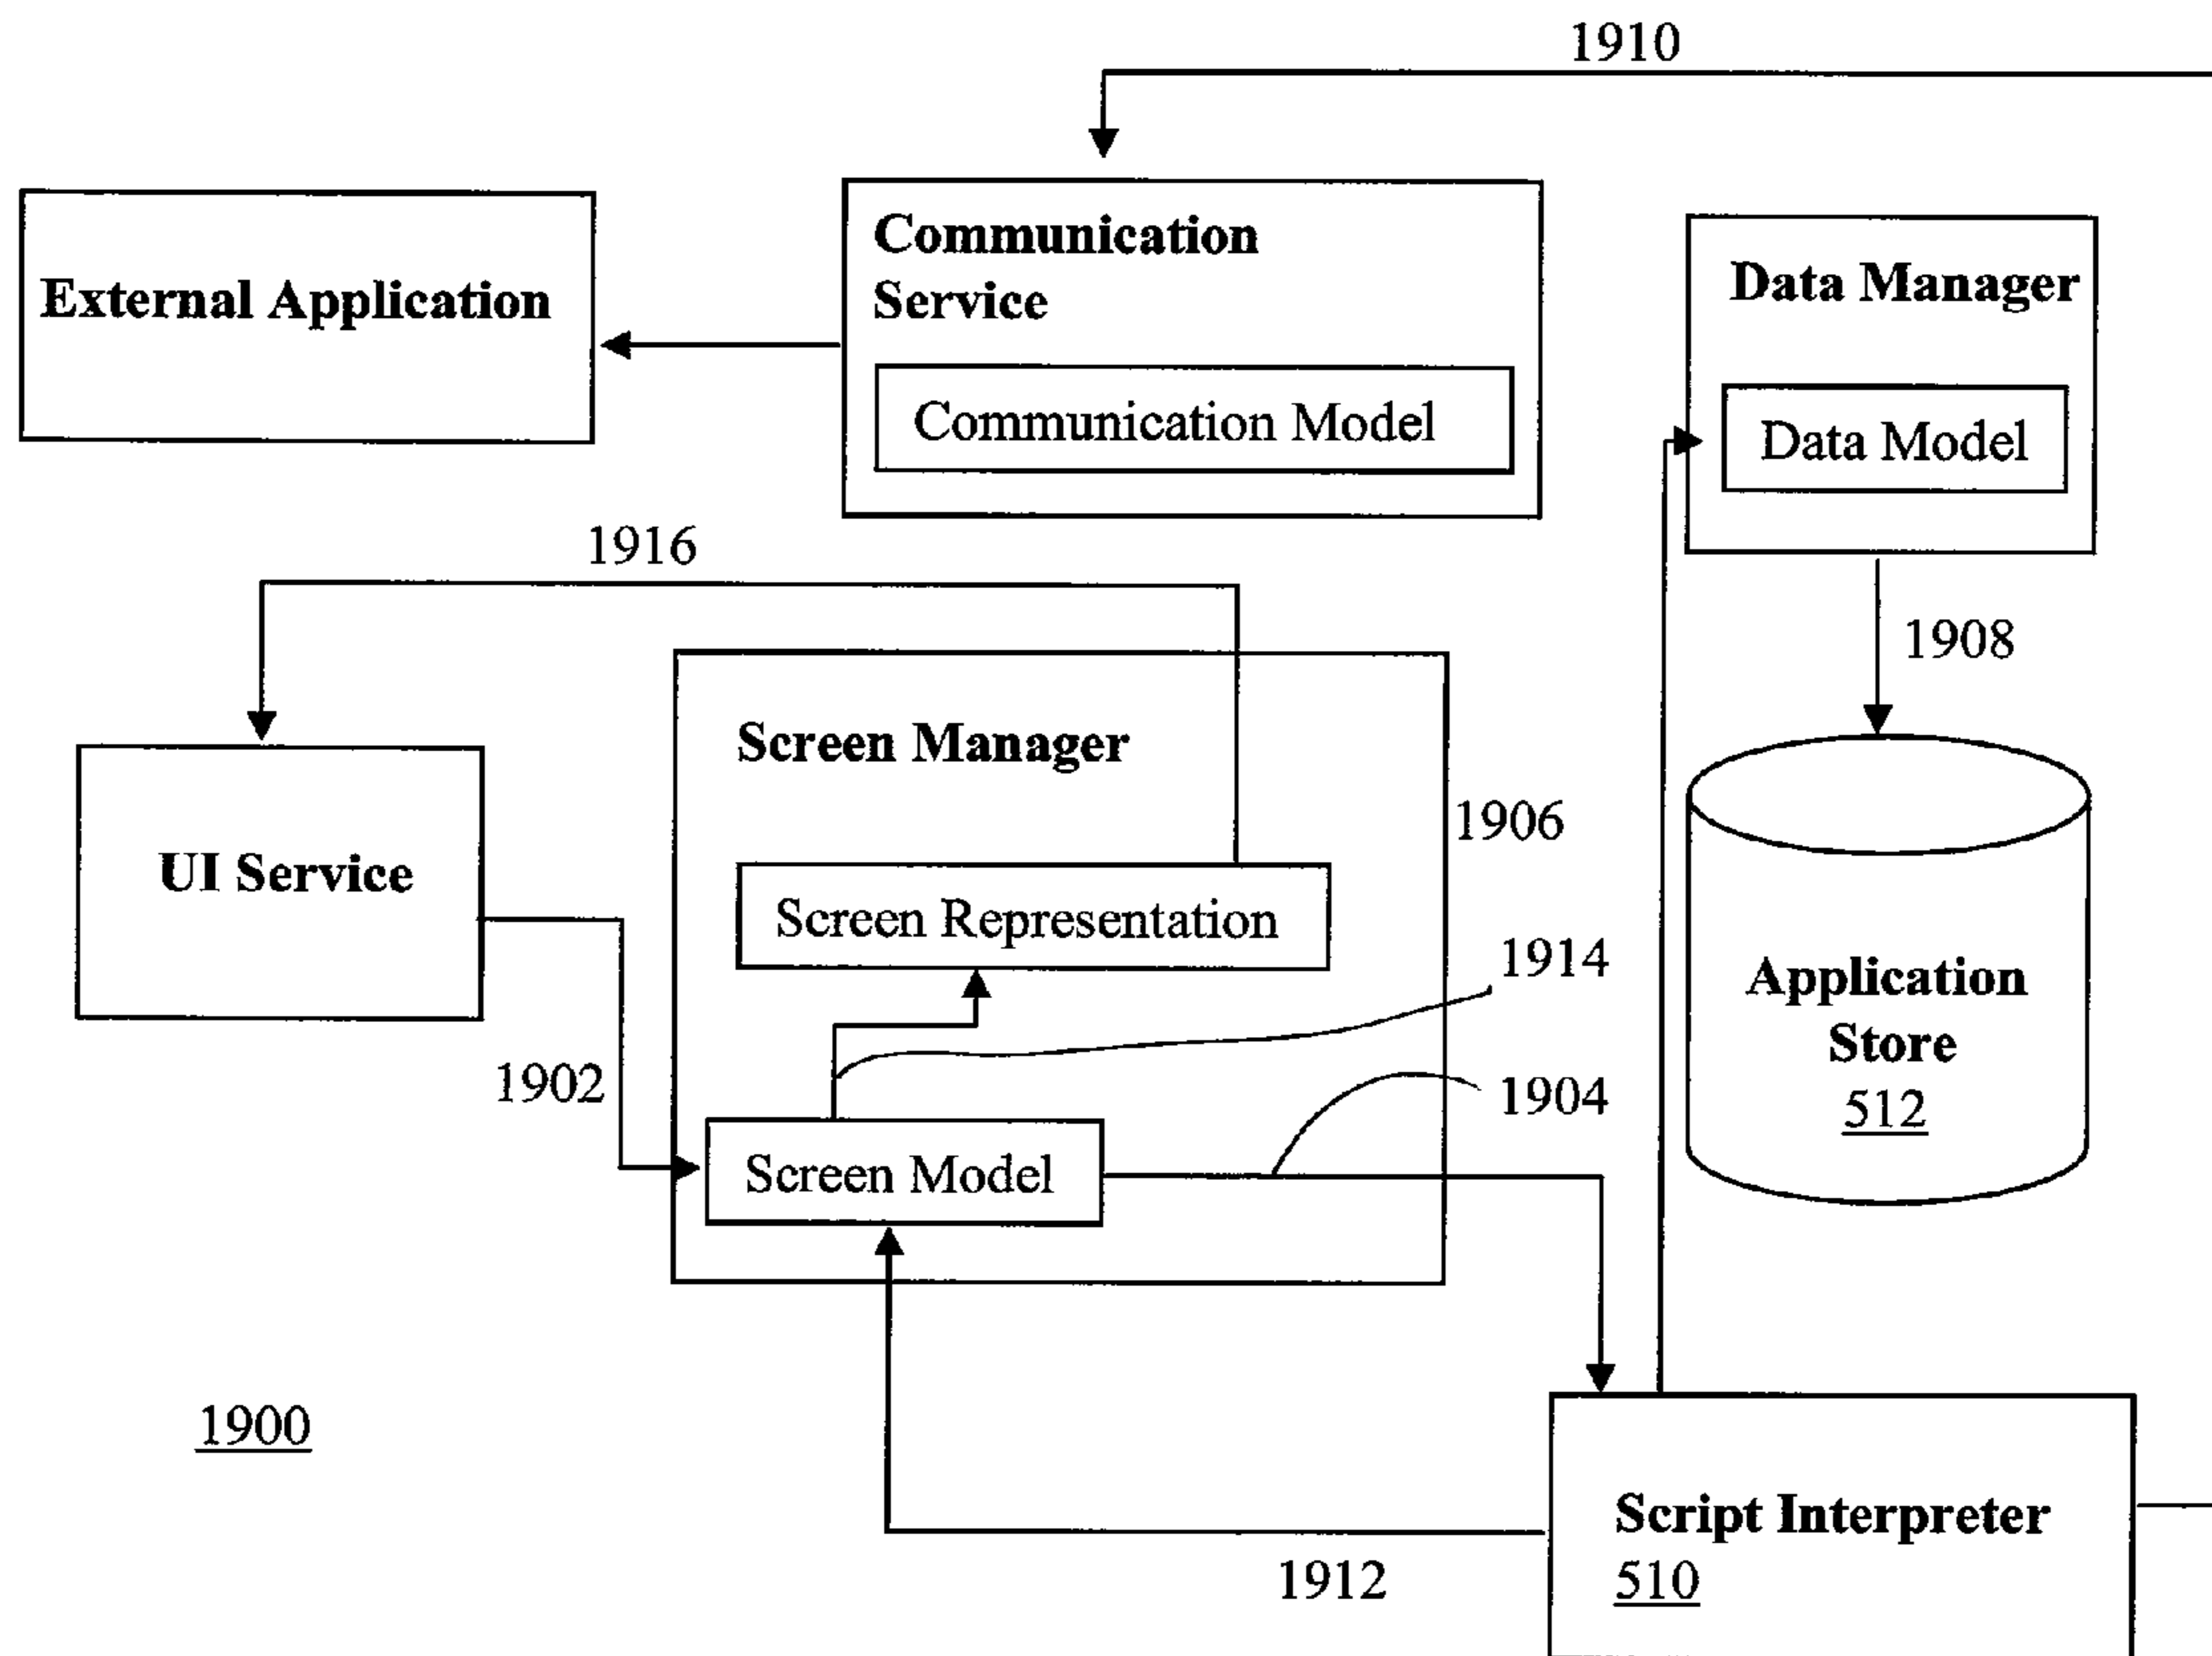 1910
External Application
Communication
Service
Communication Model
Data Manager
Data Model
1916
1908
Screen Manager
1906
UI Service
Screen Representation
1914
Application
Store
512
1902
1904
Screen Model
1900
Script Interpreter
510
1912